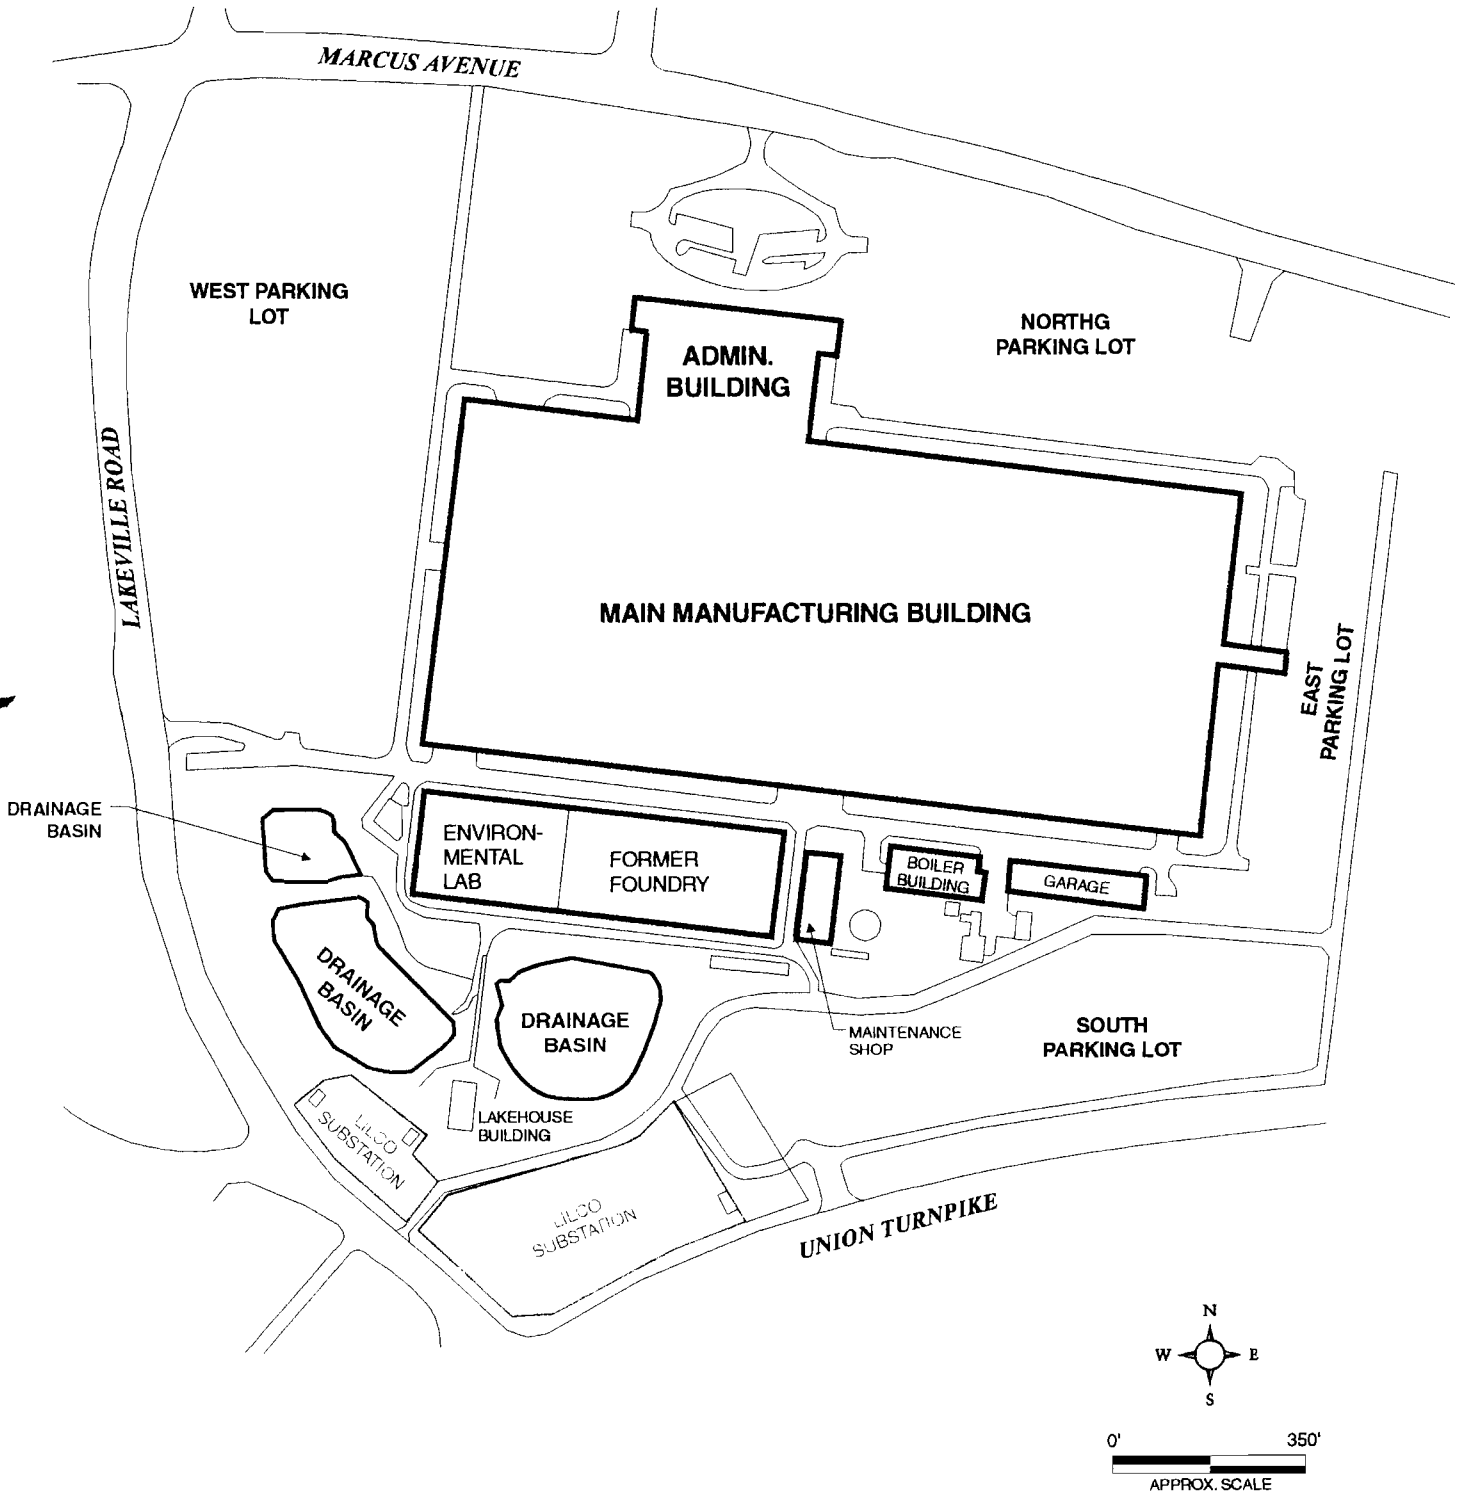 MARCUS AVENUE
WEST PARKING
LOT
NORTHG
PARKING LOT
ADMIN.
BUILDING
LAKEVILLE ROAD
MAIN MANUFACTURING BUILDING
EAST
PARKING LOT
DRAINAGE
BASIN
ENVIRON-
MENTAL
LAB
FORMER
FOUNDRY
BOILER
BUILDING
GARAGE
DRAINAGE
BASIN
DRAINAGE
BASIN
MAINTENANCE
SHOP
SOUTH
PARKING LOT
LAKEHOUSE
BUILDING
LILCO
SUBSTATION
LILCO
SUBSTATION
UNION TURNPIKE
N
W E
S
0' 350'
APPROX. SCALE